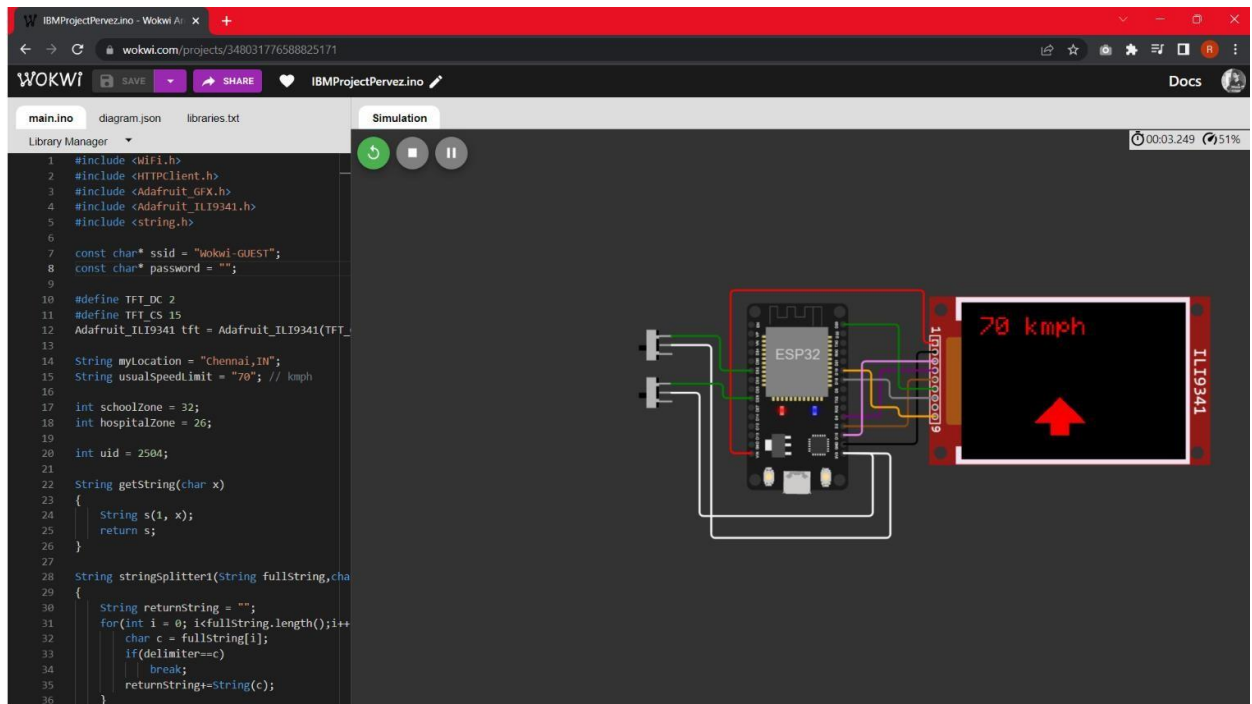 IBMProjectPervez.ino - Wokwi Ar
wokwi.com/projects/348031776588825171
R
WOKWI SAVE SHARE IBMProjectPervez.ino Docs
main.ino diagram.json libraries.txt
Simulation
Library Manager
00:03.249 51%
1 #include <WiFi.h>
2 #include <HTTPClient.h>
3 #include <Adafruit_GFX.h>
4 #include <Adafruit_ILI9341.h>
5 #include <string.h>
6
7 const char* ssid = "Wokwi-GUEST";
8 const char* password = "";
9
10 #define TFT_DC 2
11 #define TFT_CS 15
12 Adafruit_ILI9341 tft = Adafruit_ILI9341(TFT_
13
14 String myLocation = "Chennai,IN";
15 String usualSpeedLimit = "70"; // kmph
16
17 int schoolZone = 32;
18 int hospitalZone = 26;
19
20 int uid = 2504;
21
22 String getString(char x)
23 {
24 String s(1, x);
25 return s;
26 }
27
28 String stringSplitter1(String fullString,cha
29 {
30 String returnString = "";
31 for(int i = 0; i<fullString.length();i++
32 char c = fullString[i];
33 if(delimiter==c)
34 break;
35 returnString+=String(c);
36 }
ESP32
1
9
70 kmph
ILI9341